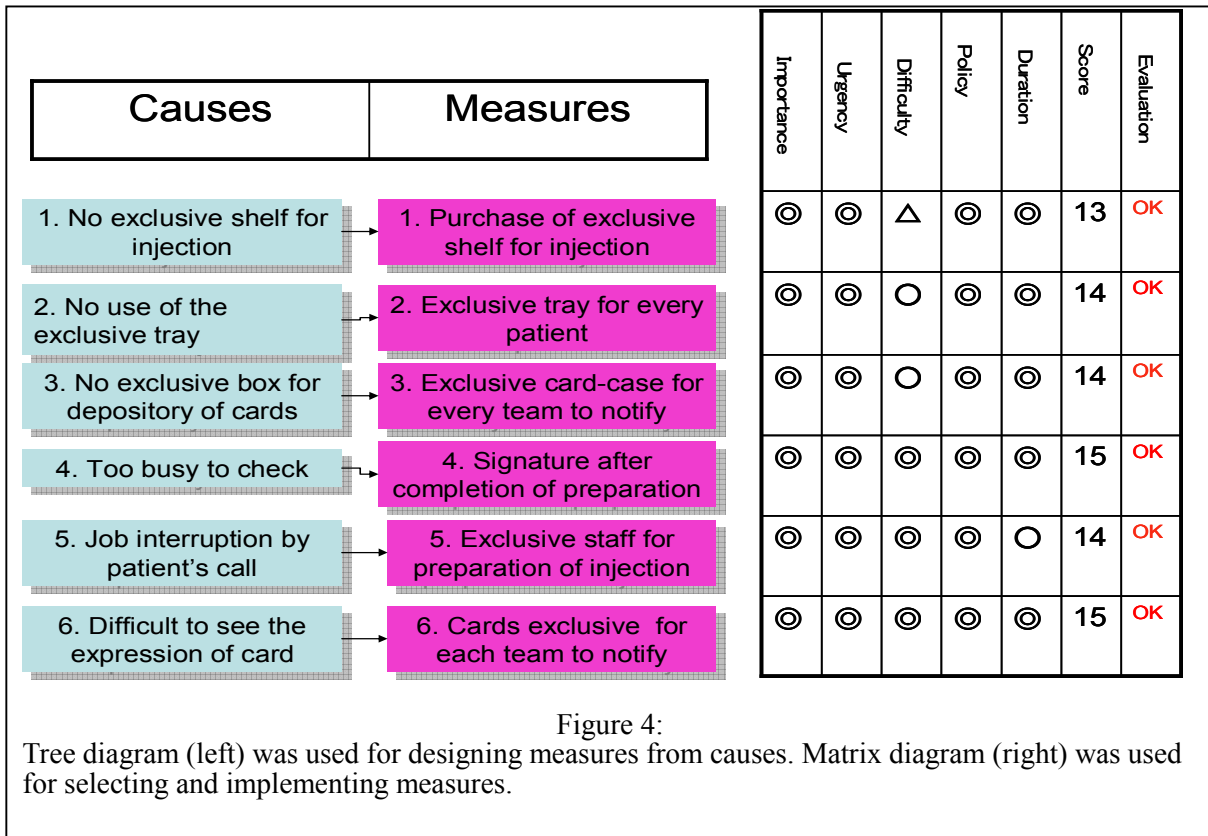 Causes
Measures
Importance
Urgency
Difficulty
Policy
Duration
Score
Evaluation
1. No exclusive shelf for
injection
1. Purchase of exclusive
shelf for injection
◎ ◎ △ ◎ ◎ 13 OK
2. No use of the
exclusive tray
2. Exclusive tray for every
patient
◎ ◎ ○ ◎ ◎ 14 OK
3. No exclusive box for
depository of cards
3. Exclusive card-case for
every team to notify
◎ ◎ ○ ◎ ◎ 14 OK
4. Too busy to check
4. Signature after
completion of preparation
◎ ◎ ◎ ◎ ◎ 15 OK
5. Job interruption by
patient's call
5. Exclusive staff for
preparation of injection
◎ ◎ ◎ ◎ ○ 14 OK
6. Difficult to see the
expression of card
6. Cards exclusive for
each team to notify
◎ ◎ ◎ ◎ ◎ 15 OK
Figure 4:
Tree diagram (left) was used for designing measures from causes. Matrix diagram (right) was used
for selecting and implementing measures.